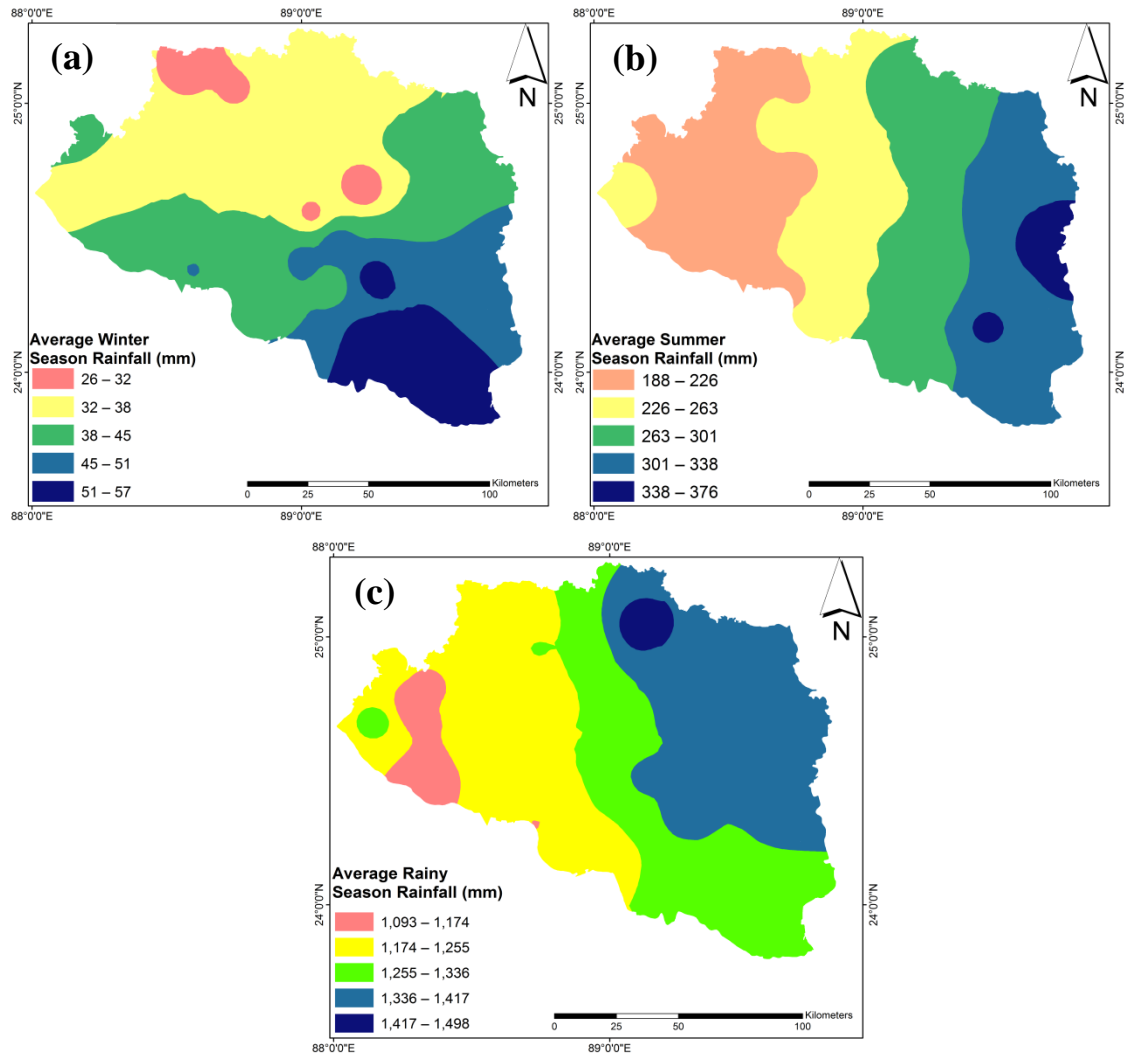 88°0'0"E 89°0'0"E
(a)
N
25°0'0"N
24°0'0"N
Average Winter
Season Rainfall (mm)
26 – 32
32 – 38
38 – 45
45 – 51
51 – 57
Kilometers
0 25 50 100
88°0'0"E 89°0'0"E
88°0'0"E 89°0'0"E
(b)
N
25°0'0"N 25°0'0"N
24°0'0"N 24°0'0"N
Average Summer
Season Rainfall (mm)
188 – 226
226 – 263
263 – 301
301 – 338
338 – 376
Kilometers
0 25 50 100
88°0'0"E 89°0'0"E
88°0'0"E 89°0'0"E
(c)
N
25°0'0"N 25°0'0"N
24°0'0"N 24°0'0"N
Average Rainy
Season Rainfall (mm)
1,093 – 1,174
1,174 – 1,255
1,255 – 1,336
1,336 – 1,417
1,417 – 1,498
Kilometers
0 25 50 100
88°0'0"E 89°0'0"E